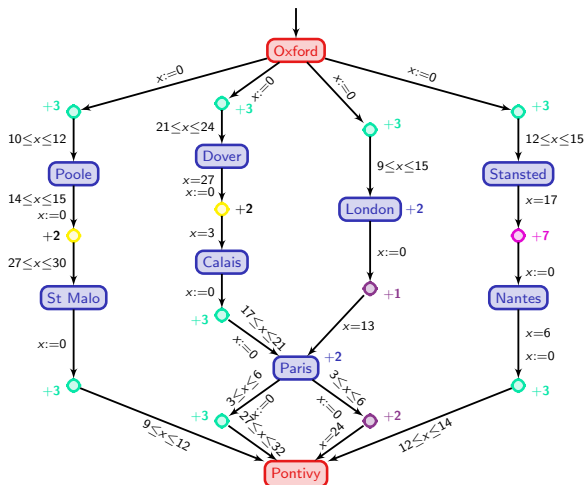 Oxford
x:=0
x:=0
x:=0
x:=0
+3
+3
+3
+3
10≤x≤12
21≤x≤24
9≤x≤15
12≤x≤15
Poole
Dover
London
+2
Stansted
14≤x≤15
x:=0
x=27
x:=0
x=17
+2
+2
+7
27≤x≤30
x=3
x:=0
x:=0
St Malo
Calais
Nantes
x:=0
+1
x:=0
+3
17≤x≤21
x:=0
x=13
x=6
x:=0
Paris
+2
+3
3≤x≤6
x:=0
3≤x≤6
x:=0
+3
+3
+2
9≤x≤12
27≤x≤32
x=24
12≤x≤14
Pontivy